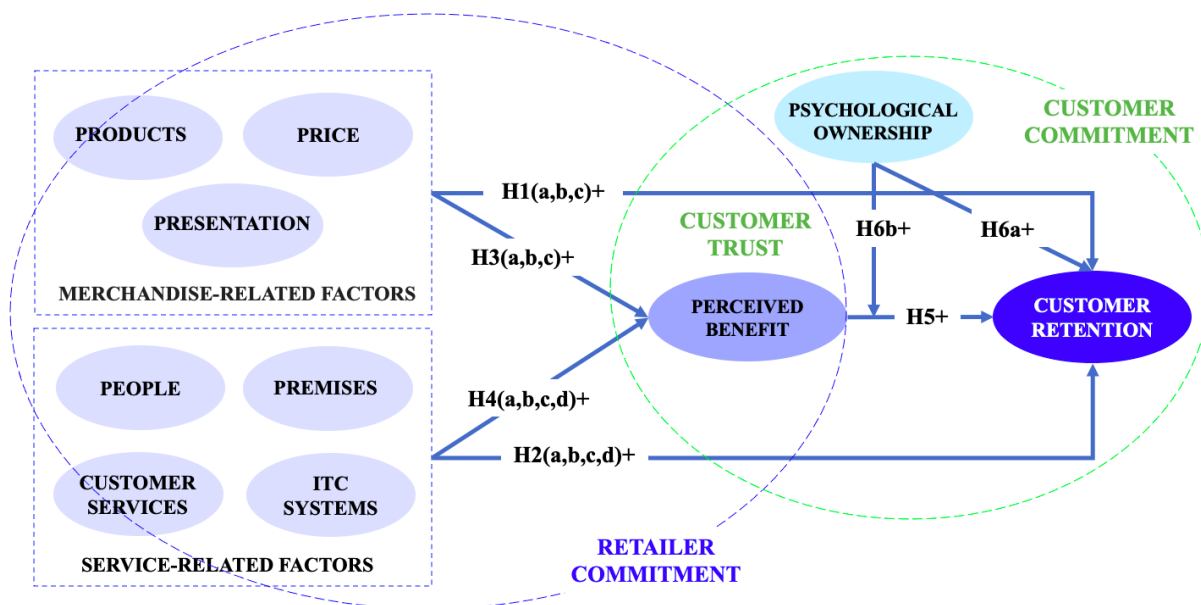 PRODUCTS
PRICE
PRESENTATION
MERCHANDISE-RELATED FACTORS
PEOPLE
PREMISES
CUSTOMER
SERVICES
ITC
SYSTEMS
SERVICE-RELATED FACTORS
H1(a,b,c)+
H3(a,b,c)+
H4(a,b,c,d)+
H2(a,b,c,d)+
CUSTOMER
TRUST
PERCEIVED
BENEFIT
RETAILER
COMMITMENT
PSYCHOLOGICAL
OWNERSHIP
H6b+
H6a+
H5+
CUSTOMER
COMMITMENT
CUSTOMER
RETENTION